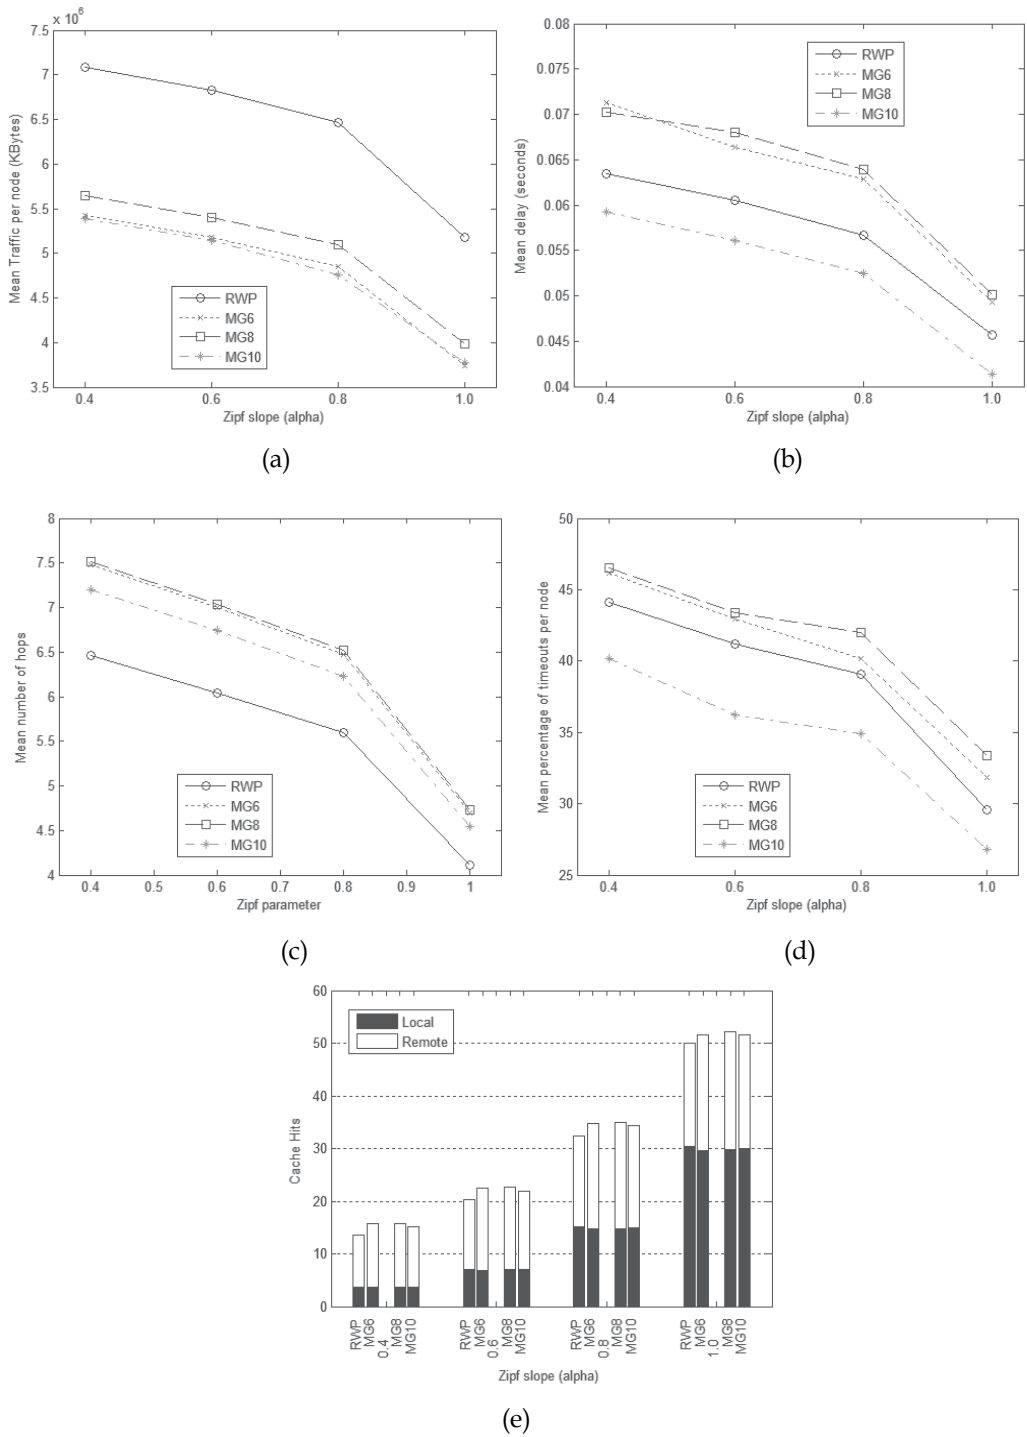 x 10^6
7.5
7
6.5
6
5.5
5
4.5
4
3.5
0.4 0.6 0.8 1.0
Zipf slope (alpha)
Mean Traffic per node (KBytes)
RWP
MG6
MG8
MG10
(a)
0.08
0.075
0.07
0.065
0.06
0.055
0.05
0.045
0.04
0.4 0.6 0.8 1.0
Zipf slope (alpha)
Mean delay (seconds)
RWP
MG6
MG8
MG10
(b)
8
7.5
7
6.5
6
5.5
5
4.5
4
0.4 0.5 0.6 0.7 0.8 0.9 1
Zipf parameter
Mean number of hops
RWP
MG6
MG8
MG10
(c)
50
45
40
35
30
25
0.4 0.6 0.8 1.0
Zipf slope (alpha)
Mean percentage of timeouts per node
RWP
MG6
MG8
MG10
(d)
60
50
40
30
20
10
0
Cache Hits
Local
Remote
RWP MG6 0.4 MG8 MG10
RWP MG6 0.6 MG8 MG10
RWP MG6 0.8 MG8 MG10
RWP MG6 1.0 MG8 MG10
Zipf slope (alpha)
(e)